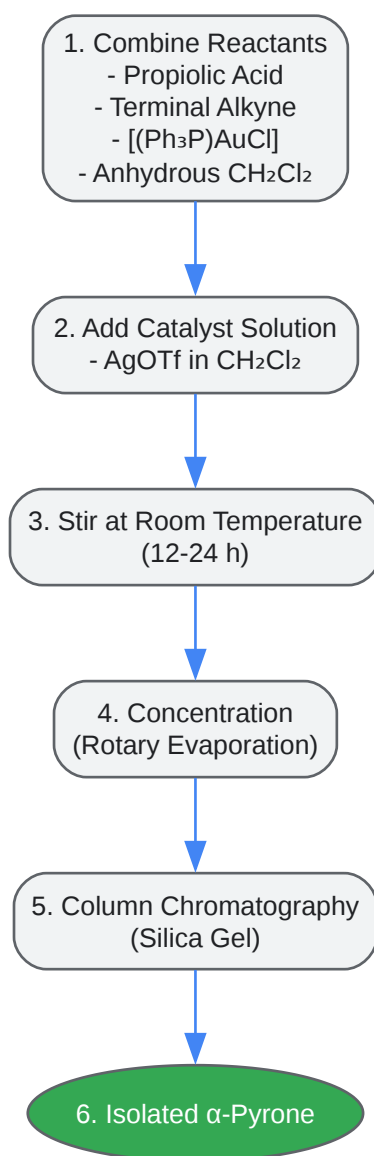 1. Combine Reactants
- Propiolic Acid
- Terminal Alkyne
- [(Ph₃P)AuCl]
- Anhydrous CH₂Cl₂
2. Add Catalyst Solution
- AgOTf in CH₂Cl₂
3. Stir at Room Temperature
(12-24 h)
4. Concentration
(Rotary Evaporation)
5. Column Chromatography
(Silica Gel)
6. Isolated α-Pyrone